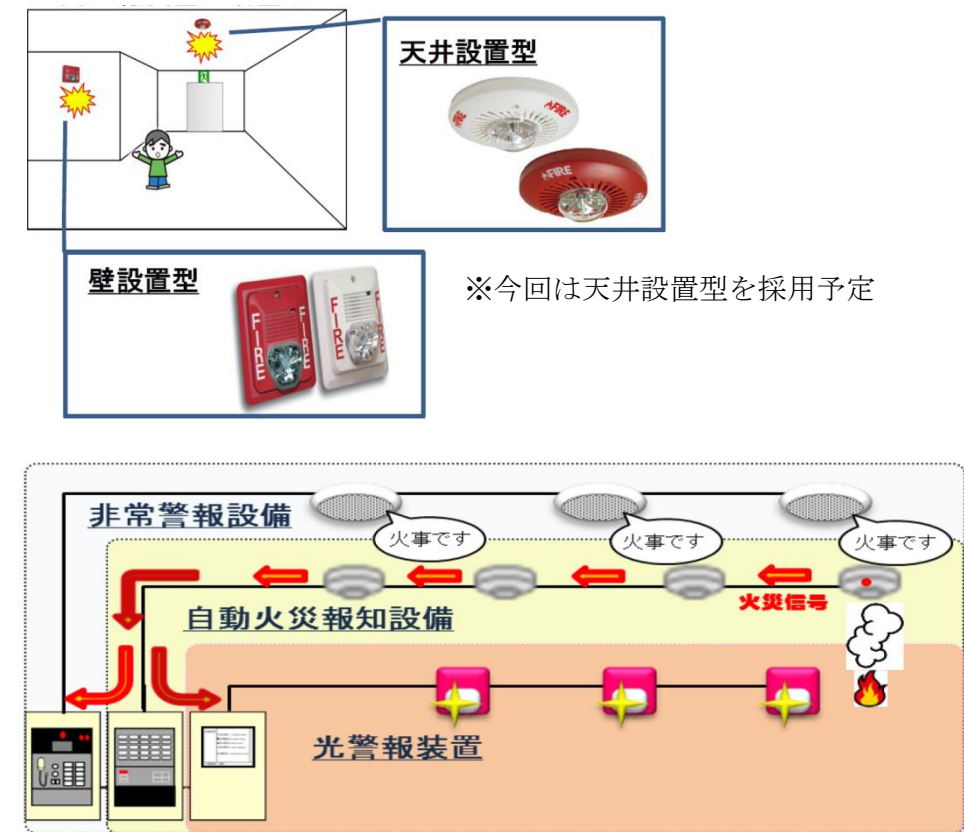 天井設置型
FIRE
FIRE
FIRE
壁設置型
FIRE
FIRE
※今回は天井設置型を採用予定
非常警報設備
火事です
火事です
火事です
火災信号
自動火災報知設備
光警報装置